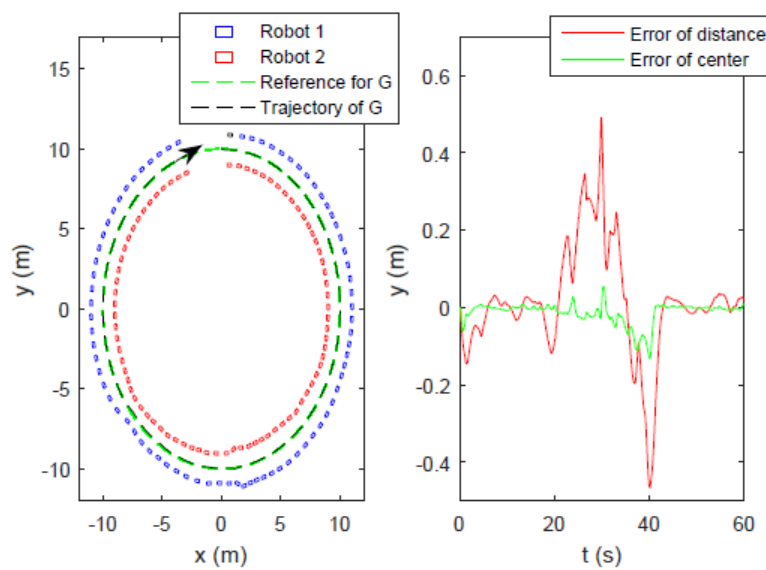 Robot 1
Robot 2
Reference for G
Trajectory of G
15
10
5
0
-5
-10
y (m)
-10 -5 0 5 10
x (m)
Error of distance
Error of center
0.6
0.4
0.2
0
-0.2
-0.4
y (m)
0 20 40 60
t (s)